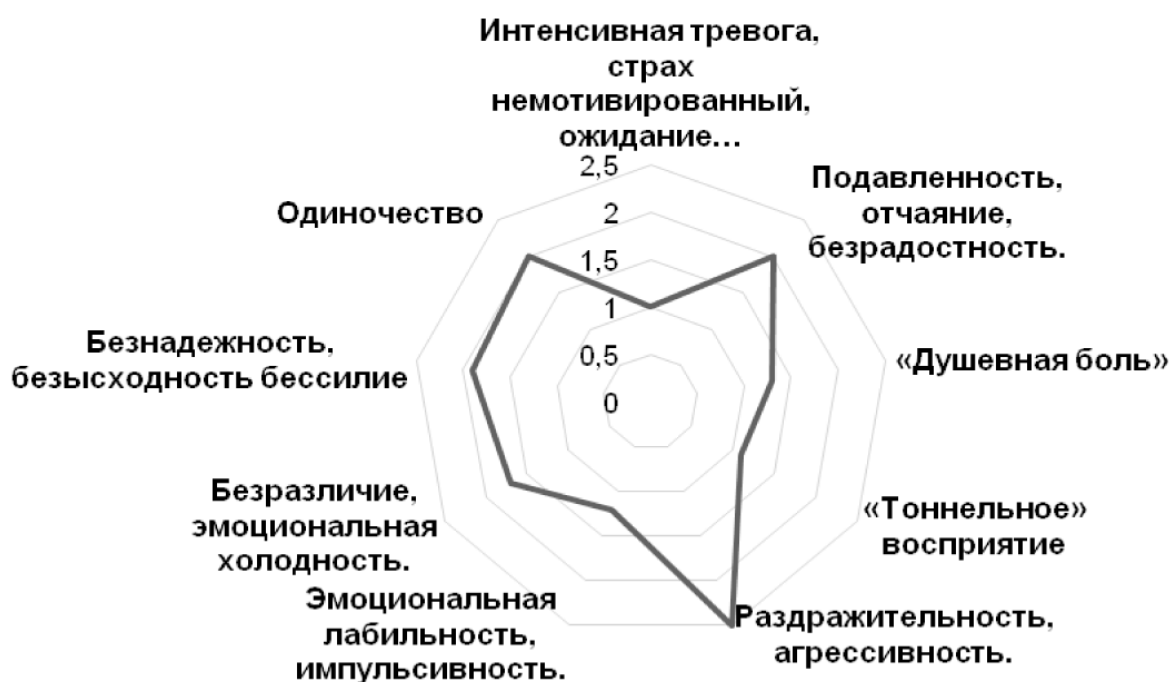 Интенсивная тревога,
страх
немотивированный,
ожидание…
Подавленность,
отчаяние,
безрадостность.
«Душевная боль»
«Тоннельное»
восприятие
Раздражительность,
агрессивность.
Эмоциональная
лабильность,
импульсивность.
Безразличие,
эмоциональная
холодность.
Безнадежность,
безысходность бессилие
Одиночество
2,5
2
1,5
1
0,5
0